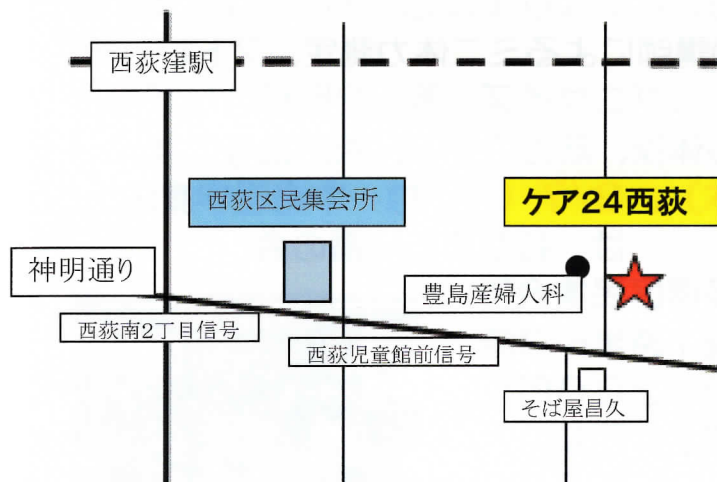 西荻窪駅
西荻区民集会所
ケア24西荻
神明通り
豊島産婦人科
西荻南2丁目信号
西荻児童館前信号
そば屋昌久